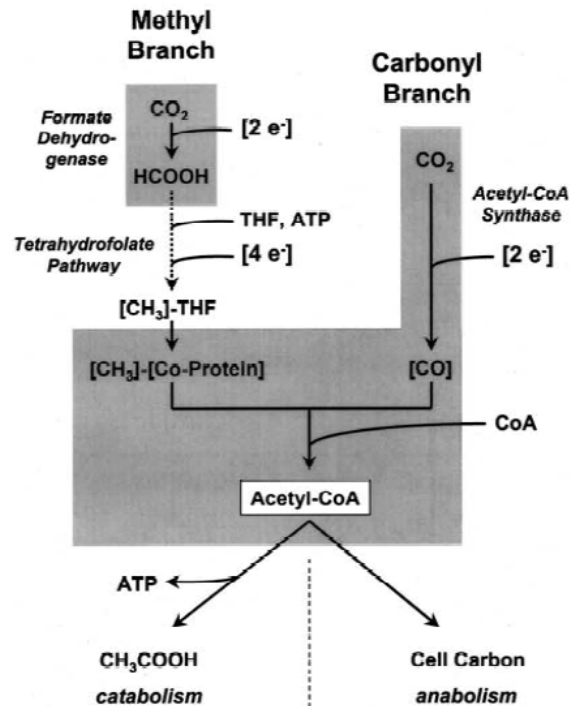 Methyl
Branch
Carbonyl
Branch
Formate
Dehydro-
genase
CO₂
[2 e⁻]
HCOOH
CO₂
Acetyl-CoA
Synthase
[2 e⁻]
THF, ATP
Tetrahydrofolate
Pathway
[4 e⁻]
[CH₃]-THF
[CH₃]-[Co-Protein]
[CO]
CoA
Acetyl-CoA
ATP
CH₃COOH
catabolism
Cell Carbon
anabolism